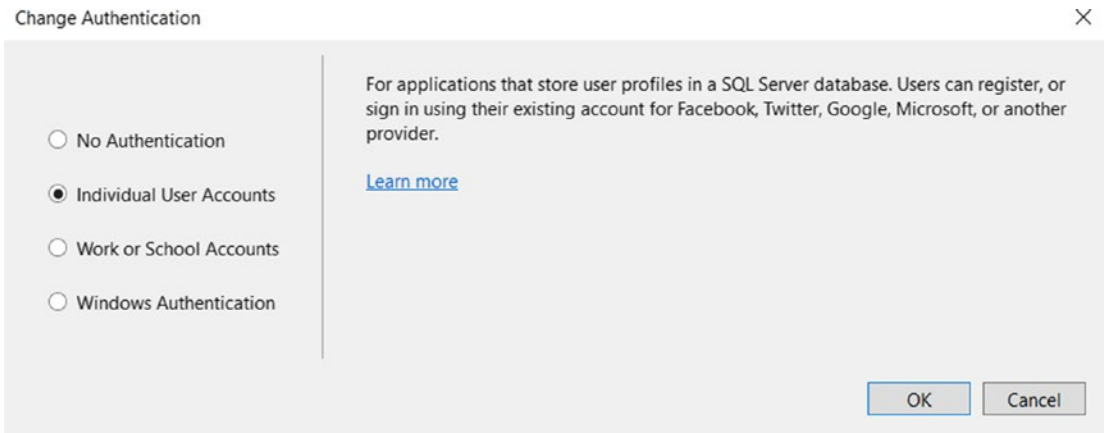 Change Authentication
For applications that store user profiles in a SQL Server database. Users can register, or
sign in using their existing account for Facebook, Twitter, Google, Microsoft, or another
provider.
Learn more
No Authentication
Individual User Accounts
Work or School Accounts
Windows Authentication
OK
Cancel